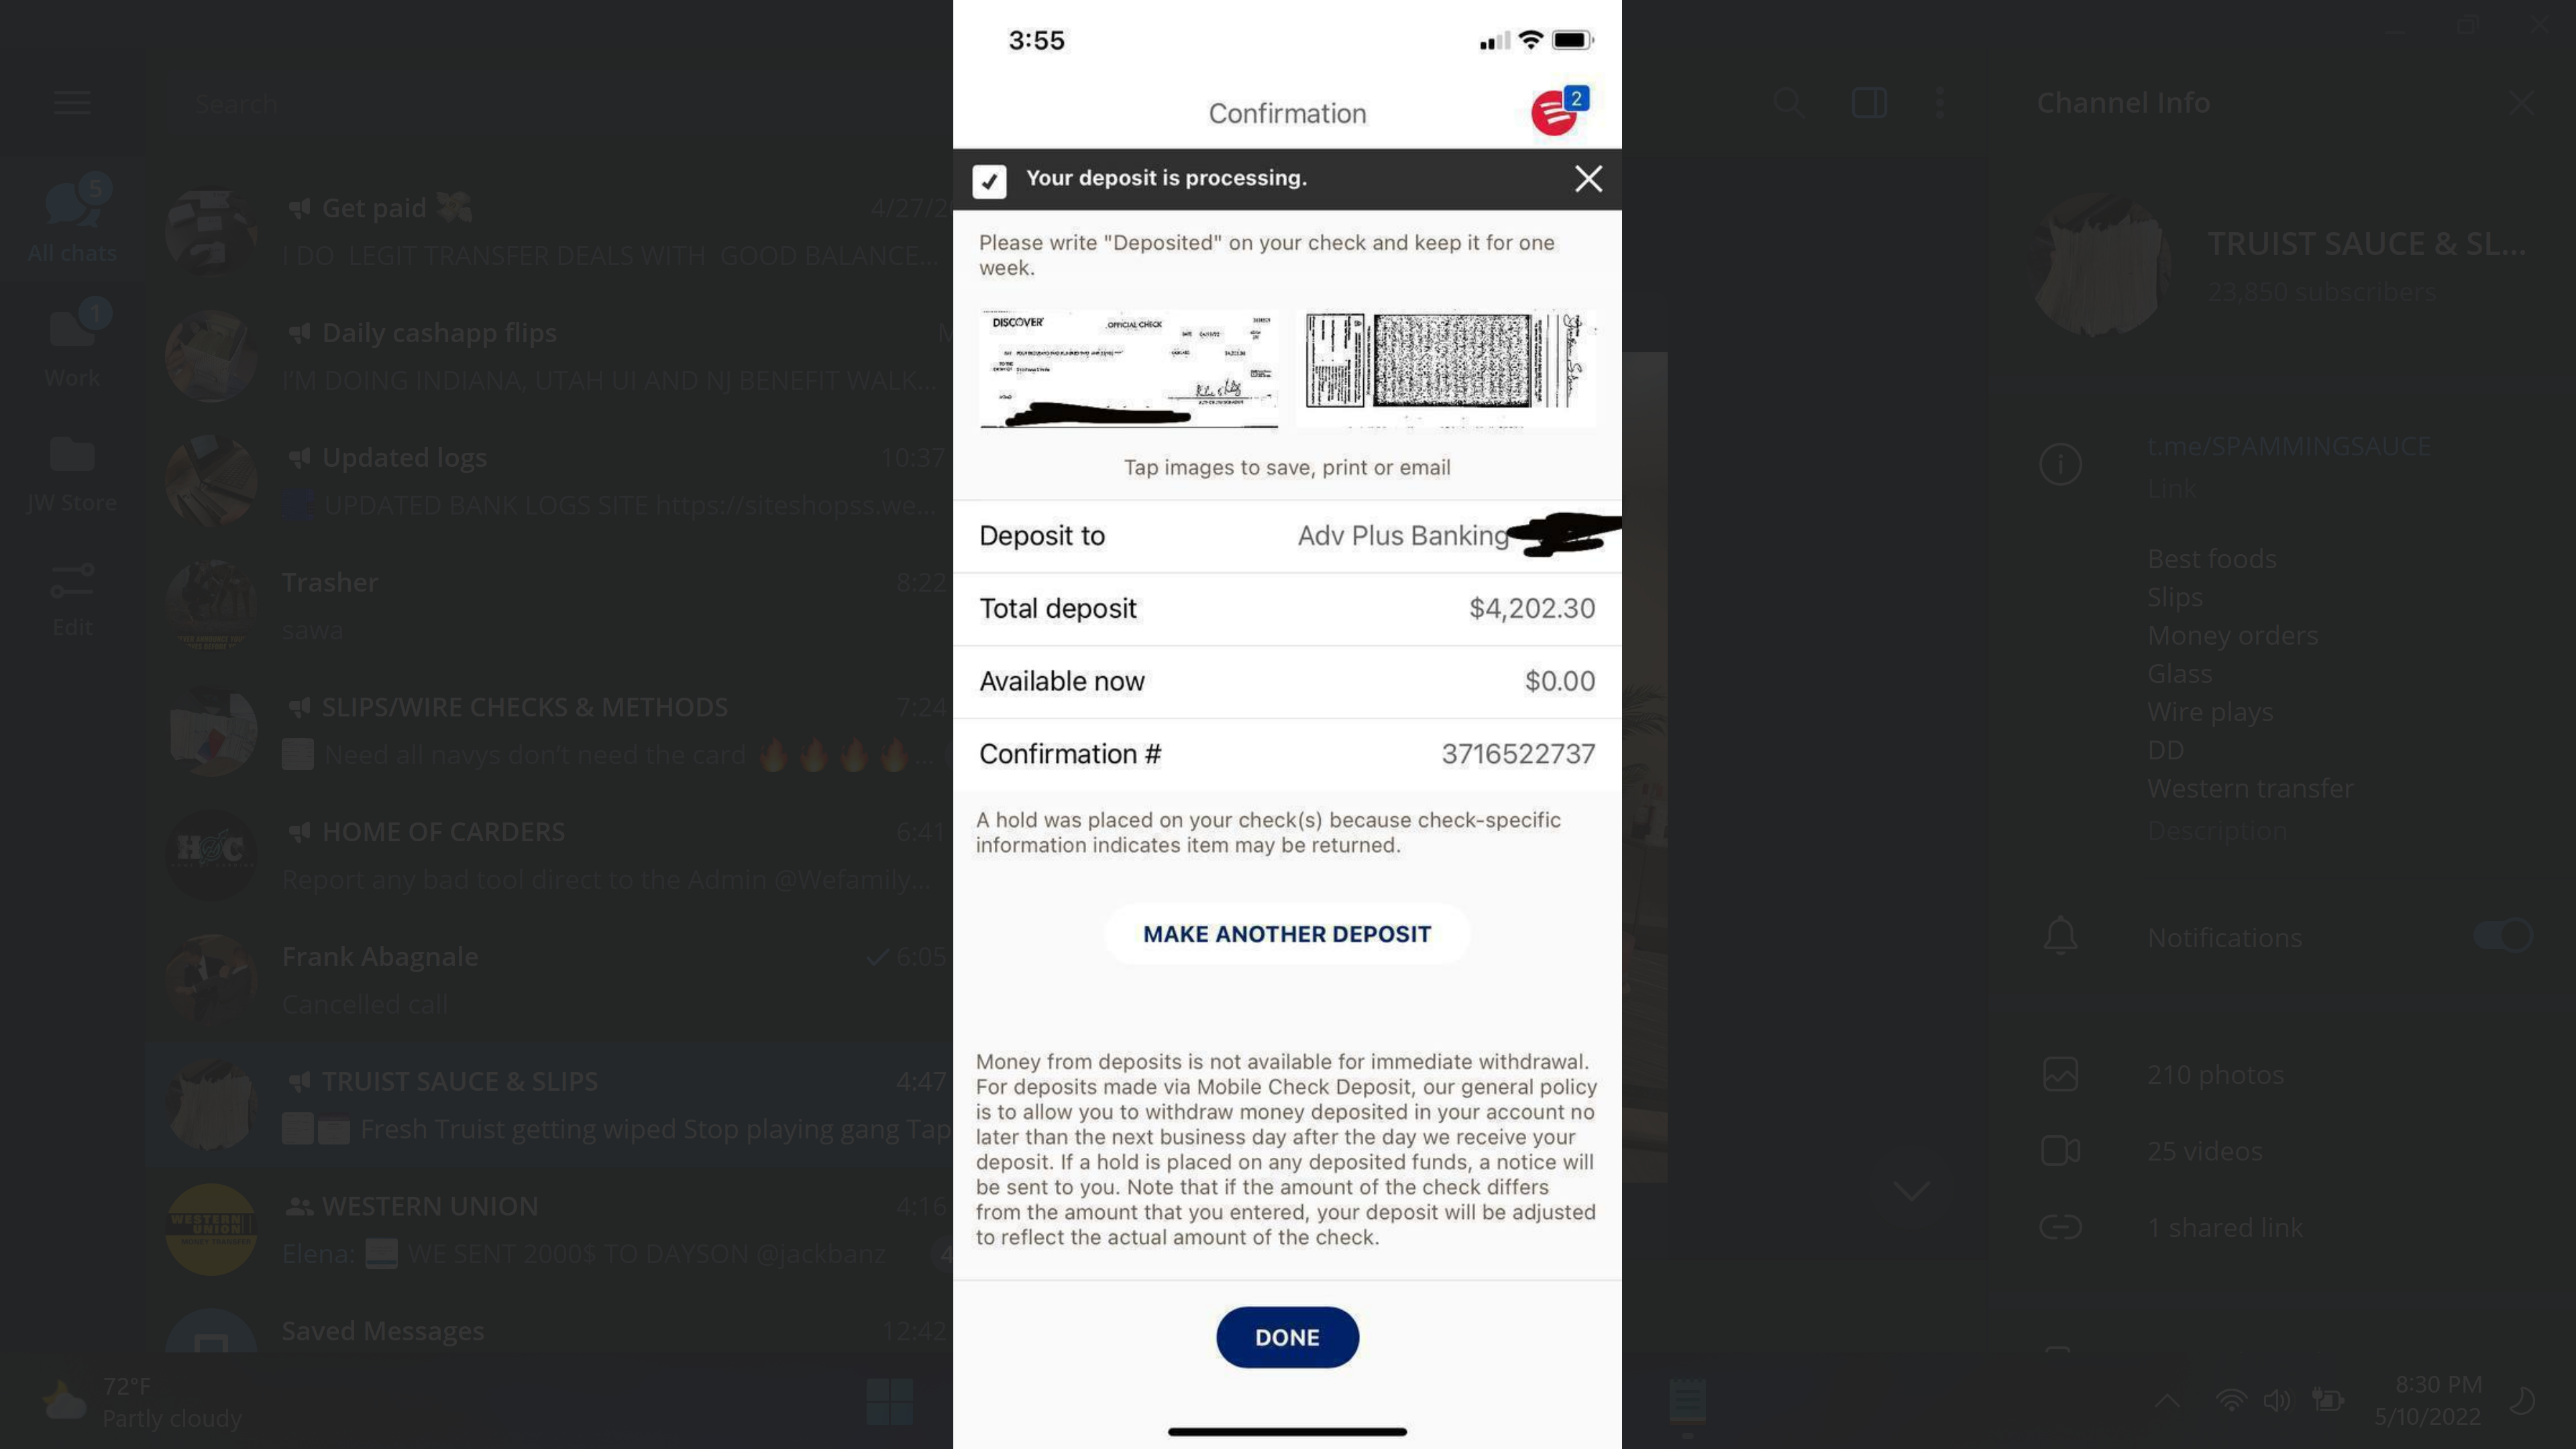 Search
All chats
5
Work
1
JW Store
Edit
Get paid
4/27/2
I DO LEGIT TRANSFER DEALS WITH GOOD BALANCE...
Daily cashapp flips
M
I'M DOING INDIANA, UTAH UI AND NJ BENEFIT WALK...
Updated logs
10:37
UPDATED BANK LOGS SITE https://siteshopss.we...
Trasher
8:22
sawa
SLIPS/WIRE CHECKS & METHODS
7:24
Need all navys don't need the card 🔥🔥🔥🔥...
HOME OF CARDERS
6:41
Report any bad tool direct to the Admin @Wefamily...
Frank Abagnale
6:05
Cancelled call
TRUIST SAUCE & SLIPS
4:47
Fresh Truist getting wiped Stop playing gang Tap
WESTERN UNION
4:16
Elena: WE SENT 2000$ TO DAYSON @jackbanz
4
Saved Messages
12:42
WESTERN
UNION
HOC
72°F
Partly cloudy
3:55
Confirmation
2
Your deposit is processing.
Please write "Deposited" on your check and keep it for one
week.
DISCOVER
OFFICIAL CHECK
Tap images to save, print or email
Deposit to
Adv Plus Banking
Total deposit
$4,202.30
Available now
$0.00
Confirmation #
3716522737
A hold was placed on your check(s) because check-specific
information indicates item may be returned.
MAKE ANOTHER DEPOSIT
Money from deposits is not available for immediate withdrawal.
For deposits made via Mobile Check Deposit, our general policy
is to allow you to withdraw money deposited in your account no
later than the next business day after the day we receive your
deposit. If a hold is placed on any deposited funds, a notice will
be sent to you. Note that if the amount of the check differs
from the amount that you entered, your deposit will be adjusted
to reflect the actual amount of the check.
DONE
Channel Info
TRUIST SAUCE & SL...
23,850 subscribers
t.me/SPAMMINGSAUCE
Link
Best foods
Slips
Money orders
Glass
Wire plays
DD
Western transfer
Description
Notifications
210 photos
25 videos
1 shared link
8:30 PM
5/10/2022